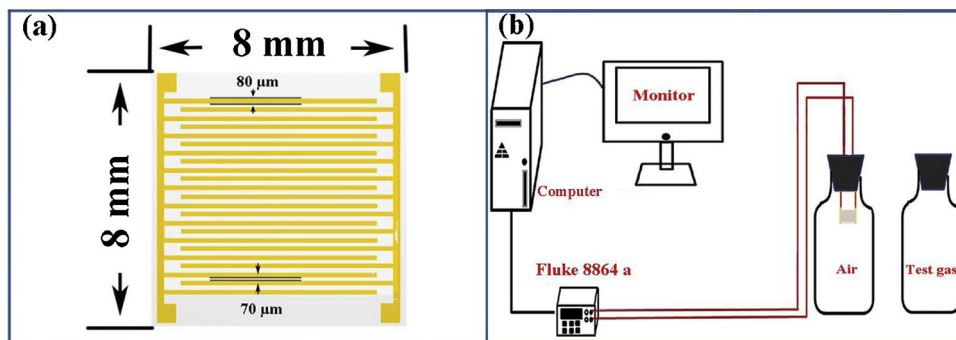 (a)
8 mm
80 μm
8 mm
70 μm
(b)
Monitor
Computer
Fluke 8864 a
Air
Test gas